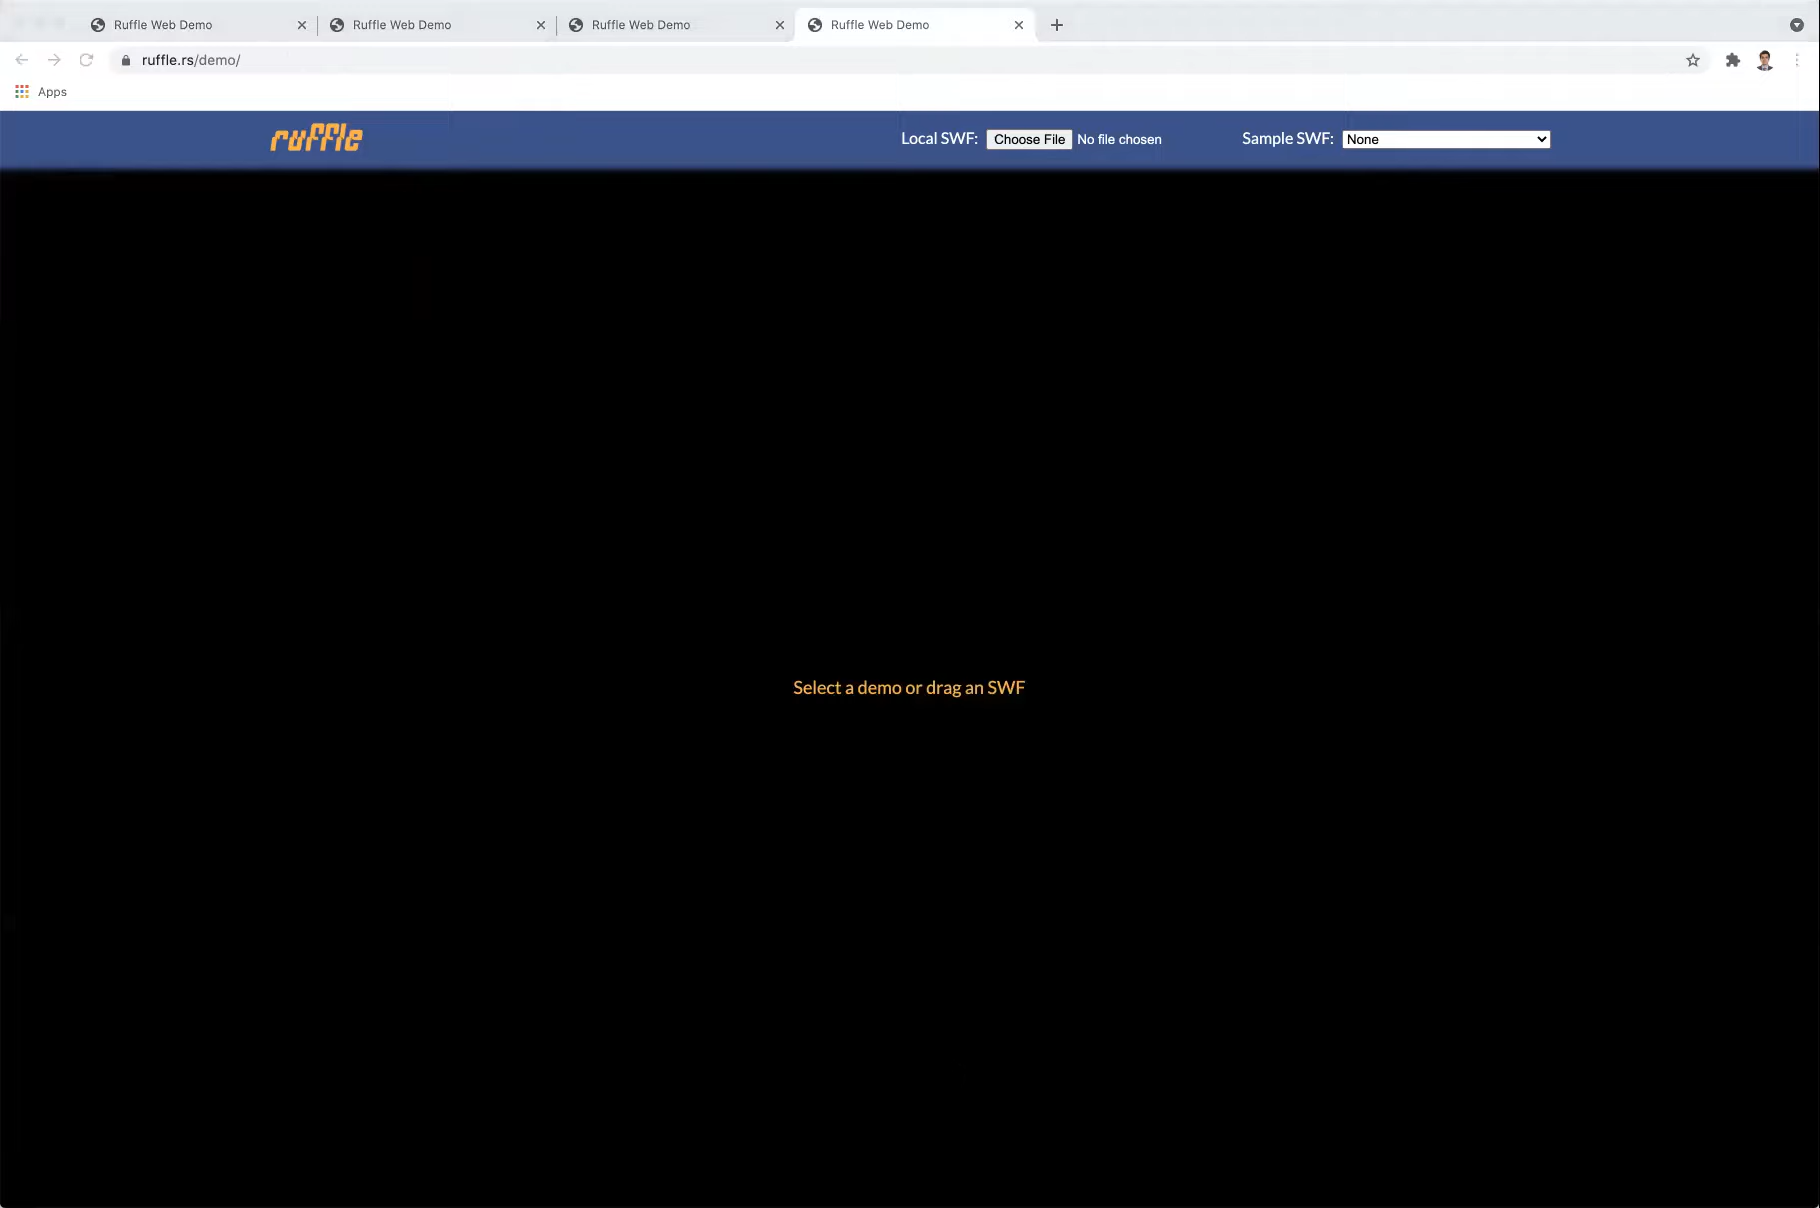 Ruffle Web Demo
Ruffle Web Demo
Ruffle Web Demo
Ruffle Web Demo
ruffle.rs/demo/
Apps
ruffle
Local SWF: Choose File No file chosen
Sample SWF: None
Select a demo or drag an SWF